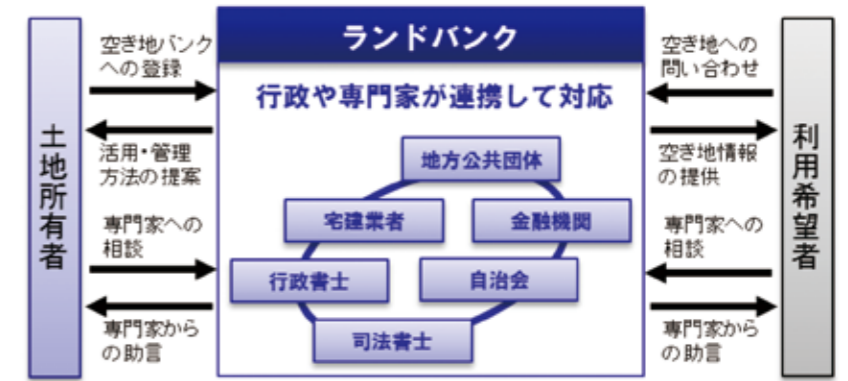 土地所有者
空き地バンク
への登録
活用・管理
方法の提案
専門家への
相談
専門家から
の助言
ランドバンク
行政や専門家が連携して対応
地方公共団体
宅建業者
金融機関
行政書士
自治会
司法書士
空き地への
問い合わせ
空き地情報
の提供
専門家への
相談
専門家から
の助言
利用希望者